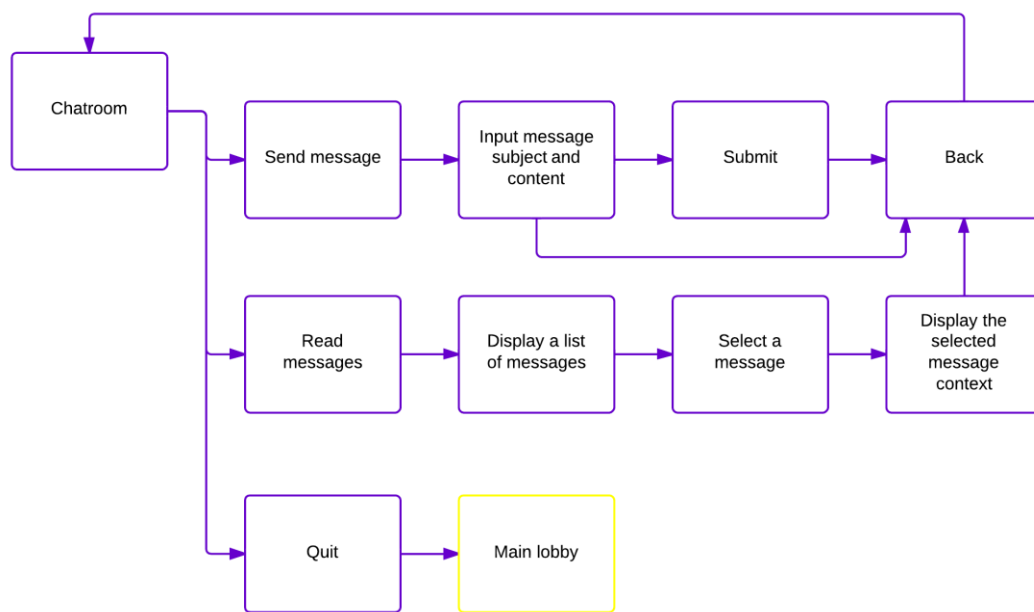 Chatroom
Send message
Input message
subject and
content
Submit
Back
Read
messages
Display a list
of messages
Select a
message
Display the
selected
message
context
Quit
Main lobby